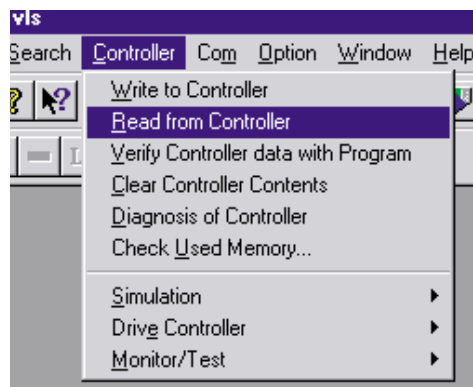 vls
Search Controller Com Option Window Help
Write to Controller
Read from Controller
Verify Controller data with Program
Clear Controller Contents
Diagnosis of Controller
Check Used Memory...
Simulation
Drive Controller
Monitor/Test